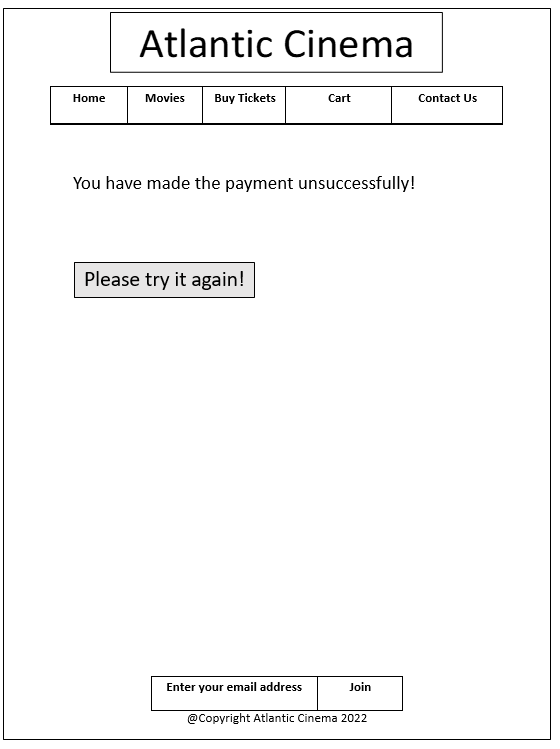 Atlantic Cinema
Home Movies Buy Tickets Cart Contact Us
You have made the payment unsuccessfully!
Please try it again!
Enter your email address Join
@Copyright Atlantic Cinema 2022